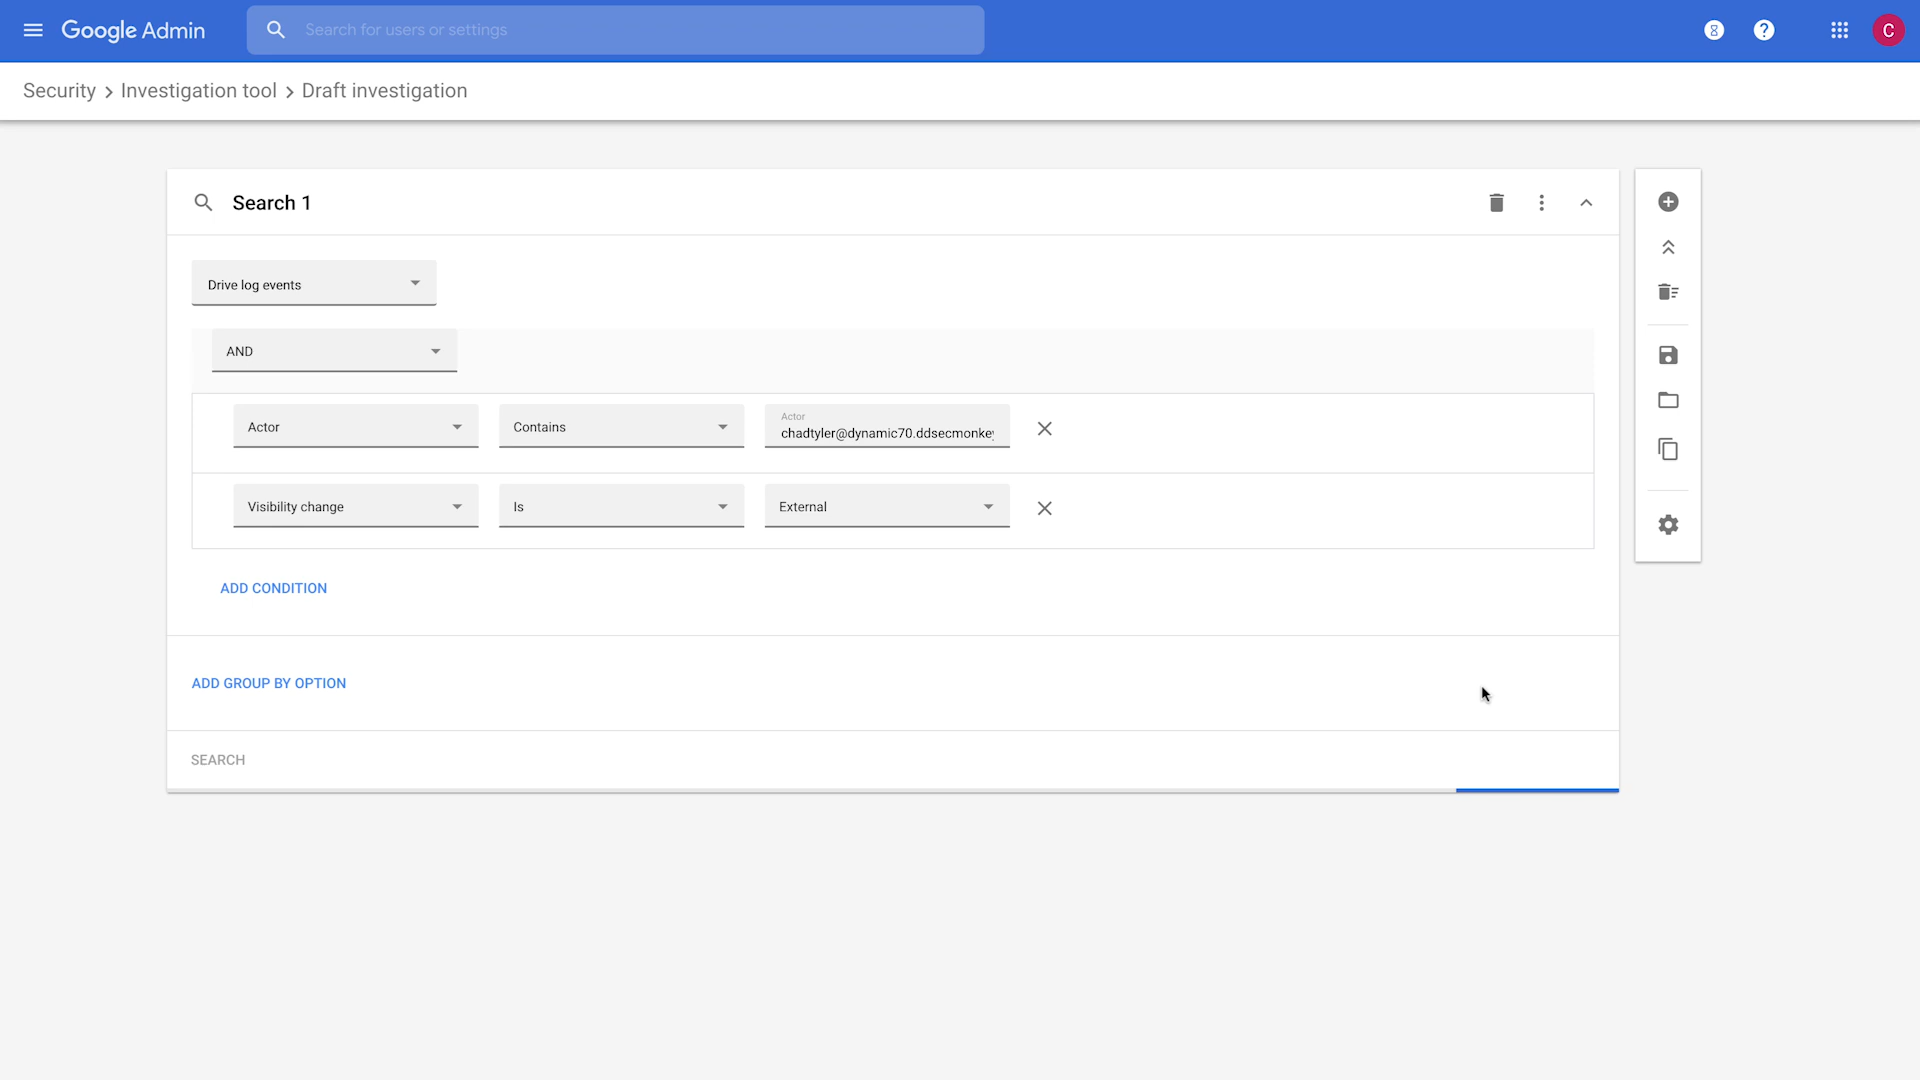 Google Admin
Search for users or settings
C
Security > Investigation tool > Draft investigation
Search 1
Drive log events
AND
Actor
Contains
Actor
chadtyler@dynamic70.ddsecmonke
Visibility change
Is
External
ADD CONDITION
ADD GROUP BY OPTION
SEARCH